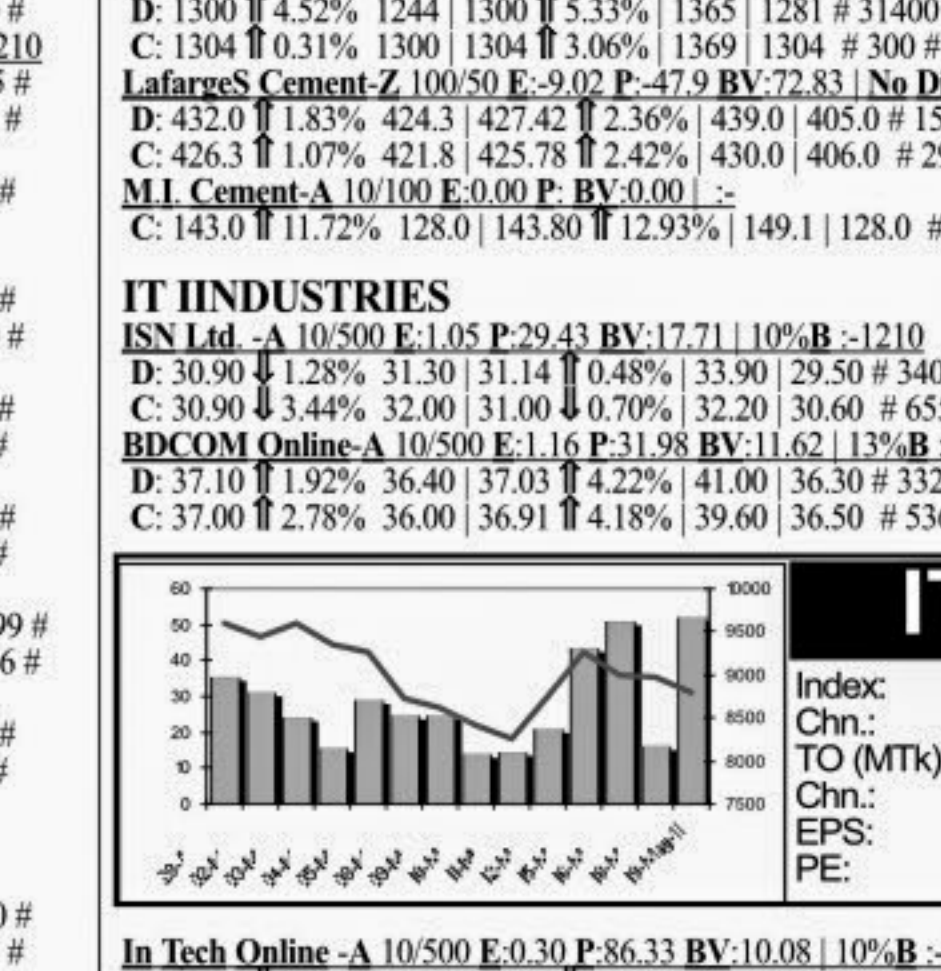 #
210
5 #
#
#
#
#
#
#
#
#
99 #
6 #
#
#
0 #
#
D: 1300 ⇑ 4.52% 1244 | 1300 ⇑ 5.33% | 1365 | 1281 # 31400
C: 1304 ⇑ 0.31% 1300 | 1304 ⇑ 3.06% | 1369 | 1304 # 300 #
LafargeS Cement-Z 100/50 E:-9.02 P:-47.9 BV:72.83 | No D
D: 432.0 ⇑ 1.83% 424.3 | 427.42 ⇑ 2.36% | 439.0 | 405.0 # 15
C: 426.3 ⇑ 1.07% 421.8 | 425.78 ⇑ 2.42% | 430.0 | 406.0 # 29
M.I. Cement-A 10/100 E:0.00 P: BV:0.00 | :-
C: 143.0 ⇑ 11.72% 128.0 | 143.80 ⇑ 12.93% | 149.1 | 128.0 #
IT IINDUSTRIES
ISN Ltd. -A 10/500 E:1.05 P:29.43 BV:17.71 | 10%B :-1210
D: 30.90 ⇓ 1.28% 31.30 | 31.14 ⇑ 0.48% | 33.90 | 29.50 # 340
C: 30.90 ⇓ 3.44% 32.00 | 31.00 ⇓ 0.70% | 32.20 | 30.60 # 65
BDCOM Online-A 10/500 E:1.16 P:31.98 BV:11.62 | 13%B :
D: 37.10 ⇑ 1.92% 36.40 | 37.03 ⇑ 4.22% | 41.00 | 36.30 # 332
C: 37.00 ⇑ 2.78% 36.00 | 36.91 ⇑ 4.18% | 39.60 | 36.50 # 536
60 10000
50 9500
40 9000
30 8500
20 8000
10 7500
0
IT
Index:
Chn.:
TO (MTk)
Chn.:
EPS:
PE:
In Tech Online -A 10/500 E:0.30 P:86.33 BV:10.08 | 10%B :-